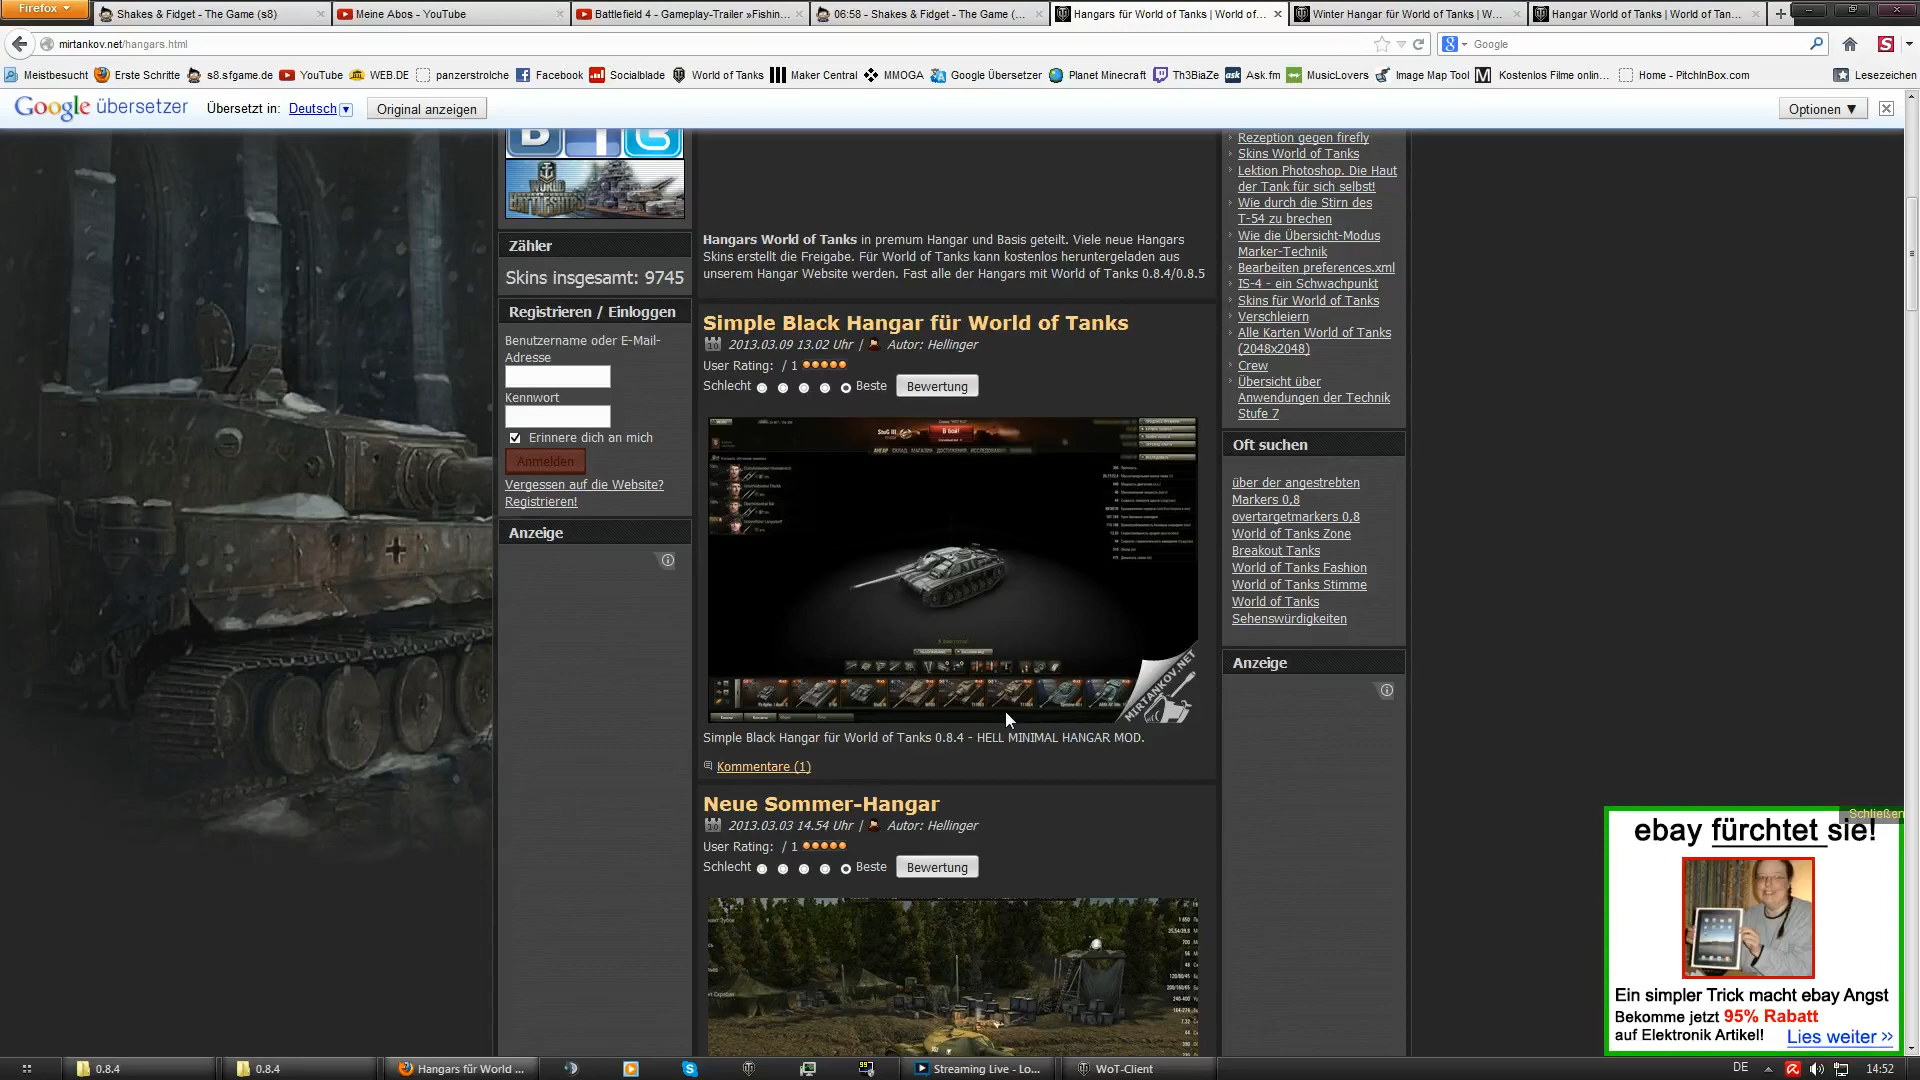 Firefox
Shakes & Fidget - The Game (s8)
Meine Abos - YouTube
Battlefield 4 - Gameplay-Trailer »Fishin...
06:58 - Shakes & Fidget - The Game (...
Hangars für World of Tanks | World of...
Winter Hangar für World of Tanks | W...
Hangar World of Tanks | World of Tan...
mirtankov.net/hangars.html
Google
Meistbesucht
Erste Schritte
s8.sfgame.de
YouTube
WEB.DE
panzerstrolche
Facebook
Socialblade
World of Tanks
Maker Central
MMOGA
Google Übersetzer
Planet Minecraft
Th3BiaZe
Ask.fm
MusicLovers
Image Map Tool
Kostenlos Filme onlin...
Home - PitchInBox.com
Lesezeichen
Google übersetzer
Übersetzt in: Deutsch
Original anzeigen
Optionen ▼
WORLD OF BATTLESHIPS
Zähler
Skins insgesamt: 9745
Registrieren / Einloggen
Benutzername oder E-Mail-
Adresse
Kennwort
Erinnere dich an mich
Anmelden
Vergessen auf die Website?
Registrieren!
Anzeige
Hangars World of Tanks in premum Hangar und Basis geteilt. Viele neue Hangars
Skins erstellt die Freigabe. Für World of Tanks kann kostenlos heruntergeladen aus
unserem Hangar Website werden. Fast alle der Hangars mit World of Tanks 0.8.4/0.8.5
Simple Black Hangar für World of Tanks
2013.03.09 13.02 Uhr | Autor: Hellinger
User Rating: / 1
Schlecht Beste Bewertung
StuG III
В бой!
MIRTANKOV.NET
Simple Black Hangar für World of Tanks 0.8.4 - HELL MINIMAL HANGAR MOD.
Kommentare (1)
Neue Sommer-Hangar
2013.03.03 14.54 Uhr | Autor: Hellinger
User Rating: / 1
Schlecht Beste Bewertung
Rezeption gegen firefly
Skins World of Tanks
Lektion Photoshop. Die Haut
der Tank für sich selbst!
Wie durch die Stirn des
T-54 zu brechen
Wie die Übersicht-Modus
Marker-Technik
Bearbeiten preferences.xml
IS-4 - ein Schwachpunkt
Skins für World of Tanks
Verschleiern
Alle Karten World of Tanks
(2048x2048)
Crew
Übersicht über
Anwendungen der Technik
Stufe 7
Oft suchen
über der angestrebten
Markers 0,8
overtargetmarkers 0,8
World of Tanks Zone
Breakout Tanks
World of Tanks Fashion
World of Tanks Stimme
World of Tanks
Sehenswürdigkeiten
Anzeige
Schließen
ebay fürchtet sie!
Ein simpler Trick macht ebay Angst
Bekomme jetzt 95% Rabatt
auf Elektronik Artikel! Lies weiter »
0.8.4
0.8.4
Hangars für World ...
Streaming Live - Lo...
WoT-Client
DE
14:52